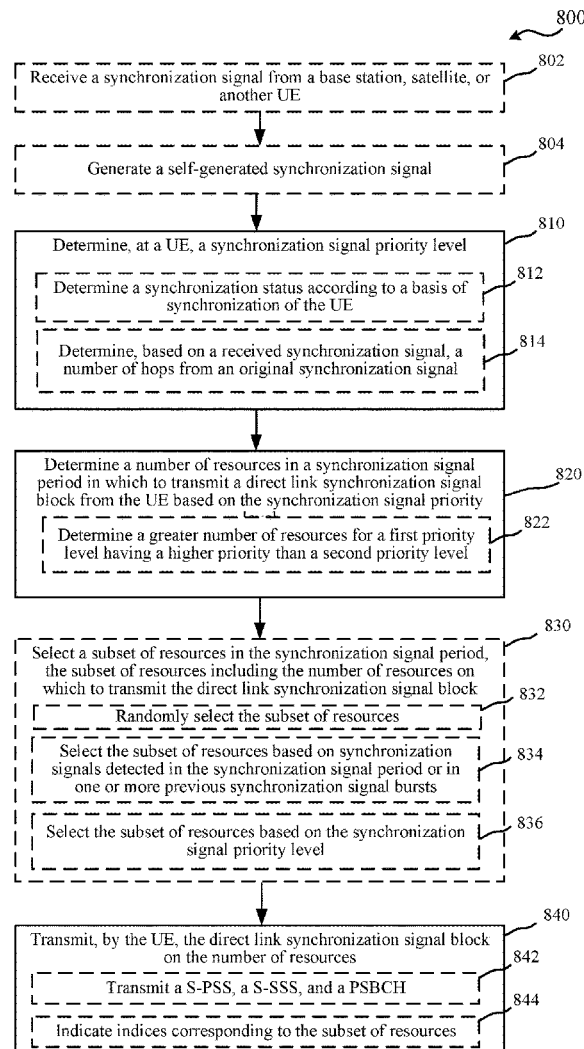 800
802
Receive a synchronization signal from a base station, satellite, or
another UE
804
Generate a self-generated synchronization signal
810
Determine, at a UE, a synchronization signal priority level
812
Determine a synchronization status according to a basis of
synchronization of the UE
814
Determine, based on a received synchronization signal, a
number of hops from an original synchronization signal
820
Determine a number of resources in a synchronization signal
period in which to transmit a direct link synchronization signal
block from the UE based on the synchronization signal priority
822
Determine a greater number of resources for a first priority
level having a higher priority than a second priority level
830
Select a subset of resources in the synchronization signal period,
the subset of resources including the number of resources on
which to transmit the direct link synchronization signal block
832
Randomly select the subset of resources
834
Select the subset of resources based on synchronization
signals detected in the synchronization signal period or in
one or more previous synchronization signal bursts
836
Select the subset of resources based on the synchronization
signal priority level
840
Transmit, by the UE, the direct link synchronization signal block
on the number of resources
842
Transmit a S-PSS, a S-SSS, and a PSBCH
844
Indicate indices corresponding to the subset of resources